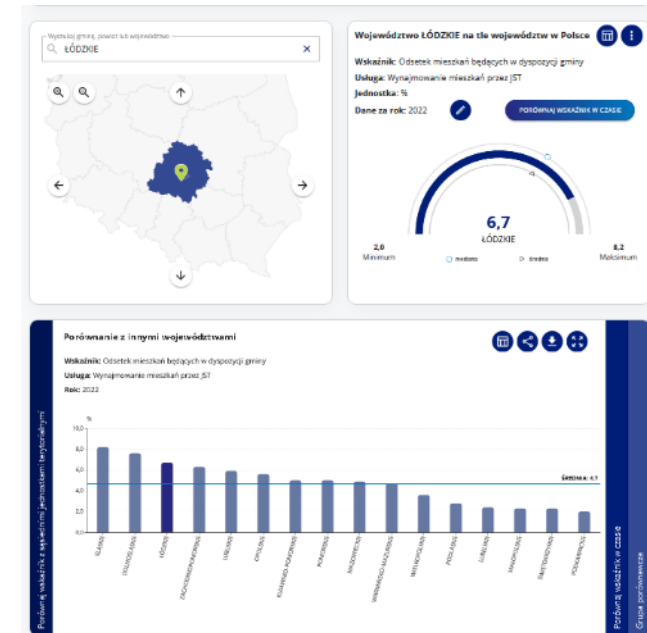 Wyszukaj gminę, powiat lub województwo
ŁÓDZKIE
Województwo ŁÓDZKIE na tle województw w Polsce
Wskaźnik: Odsetek mieszkań będących w dyspozycji gminy
Usługa: Wynajmowanie mieszkań przez JST
Jednostka: %
Dane za rok: 2022
PORÓWNAJ WSKAŹNIK W CZASIE
6,7
ŁÓDZKIE
2,0
Minimum
mediana
średnia
8,2
Maksimum
Porównanie z innymi województwami
Wskaźnik: Odsetek mieszkań będących w dyspozycji gminy
Usługa: Wynajmowanie mieszkań przez JST
Rok: 2022
%
10,0
8,0
6,0
4,0
2,0
0,0
ŚREDNIA: 4,7
ŚLĄSKIE
DOLNOŚLĄSKIE
ŁÓDZKIE
ZACHODNIOPOMORSKIE
LUBUSKIE
OPOLSKIE
KUJAWSKO-POMORSKIE
POMORSKIE
MAZOWIECKIE
WARMIŃSKO-MAZURSKIE
WIELKOPOLSKIE
PODLASKIE
LUBELSKIE
MAŁOPOLSKIE
ŚWIĘTOKRZYSKIE
PODKARPACKIE
Porównaj wskaźnik z sąsiednimi jednostkami terytorialnymi
Porównaj wskaźnik w czasie
Grupa porównawcza